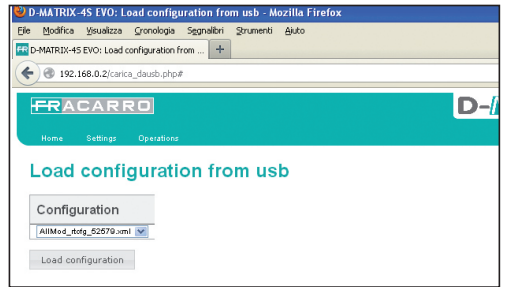 D-MATRIX-4S EVO: Load configuration from usb - Mozilla Firefox
File Modifica Visualizza Cronologia Segnalibri Strumenti Aiuto
FR D-MATRIX-4S EVO: Load configuration from ... +
192.168.0.2/carica_dausb.php#
FRACARRO D-
Home Settings Operations
Load configuration from usb
Configuration
Load configuration